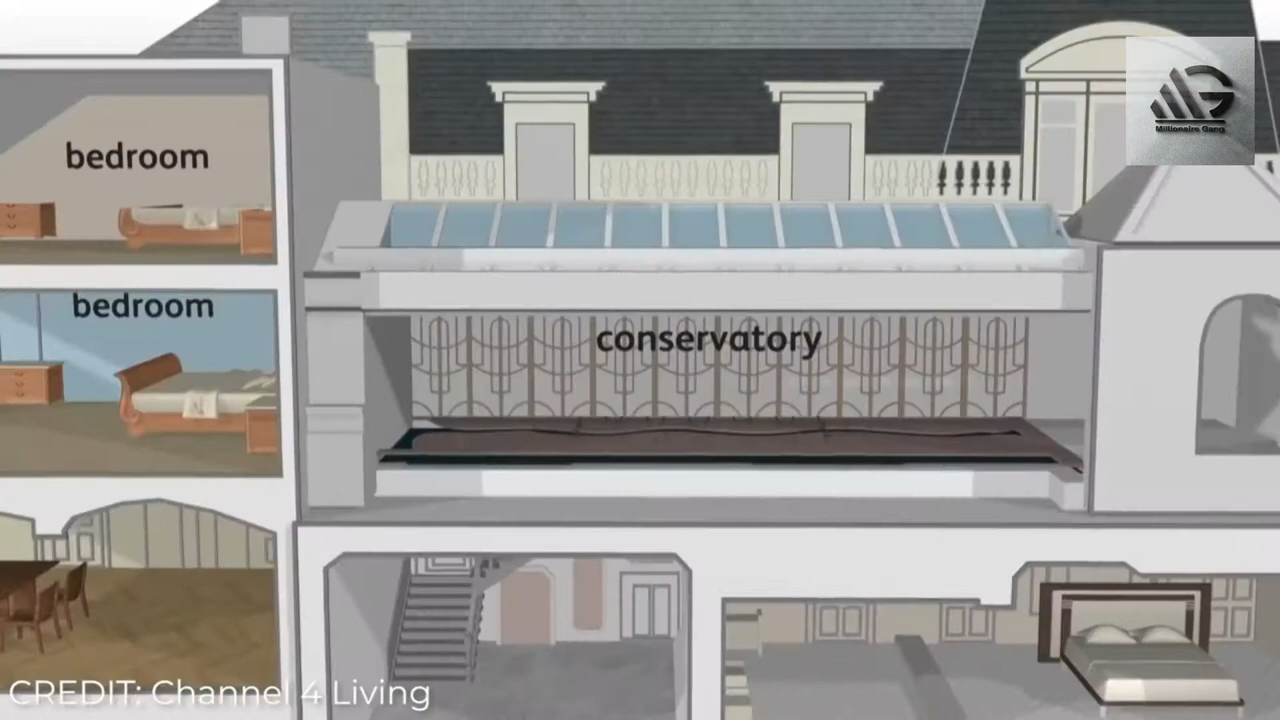 bedroom
Millionaire Gang
bedroom
conservatory
CREDIT: Channel 4 Living